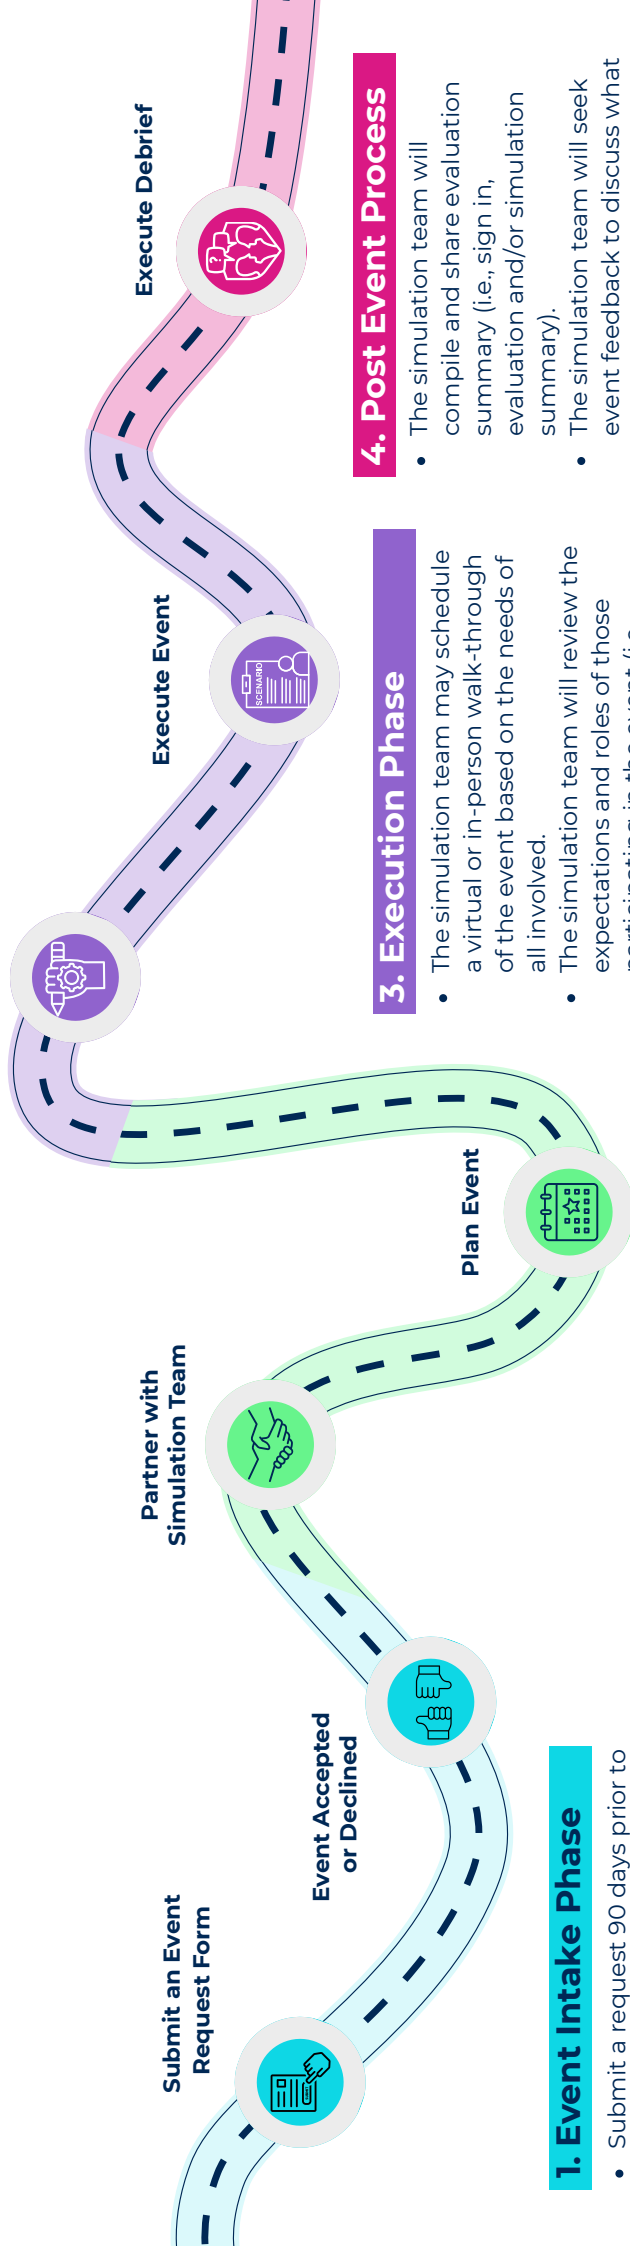 Submit an Event
Request Form
Event Accepted
or Declined
Partner with
Simulation Team
Plan Event
Execute Event
SCENARIO
Execute Debrief
?
1. Event Intake Phase
• Submit a request 90 days prior to
3. Execution Phase
• The simulation team may schedule
a virtual or in-person walk-through
of the event based on the needs of
all involved.
• The simulation team will review the
expectations and roles of those
participating in the event (i.e.
4. Post Event Process
• The simulation team will
compile and share evaluation
summary (i.e., sign in,
evaluation and/or simulation
summary).
• The simulation team will seek
event feedback to discuss what